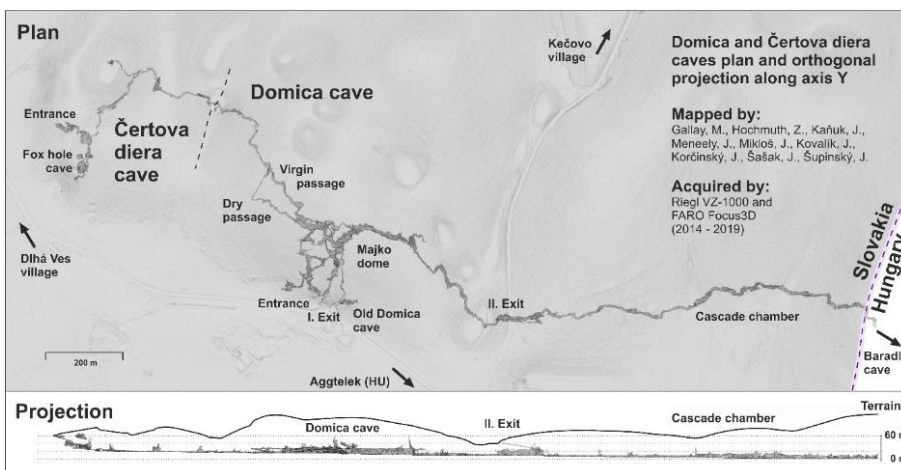 Plan
Kečovo
village
Domica and Čertova diera
caves plan and orthogonal
projection along axis Y
Mapped by:
Gallay, M., Hochmuth, Z., Kaňuk, J.,
Meneely, J., Mikloš, J., Kovalik, J.,
Korčinský, J., Šašak, J., Šupinský, J.
Acquired by:
Riegl VZ-1000 and
FARO Focus3D
(2014 - 2019)
Domica cave
Entrance
Čertova
diera
cave
Fox hole
cave
Virgin
passage
Dry
passage
Dlhá Ves
village
Majko
dome
Slovakia
Hungary
Entrance
I. Exit
Old Domica
cave
II. Exit
Cascade chamber
200 m
Baradl
cave
Aggtelek (HU)
Projection
Domica cave
II. Exit
Cascade chamber
Terrain
60 m
0 m